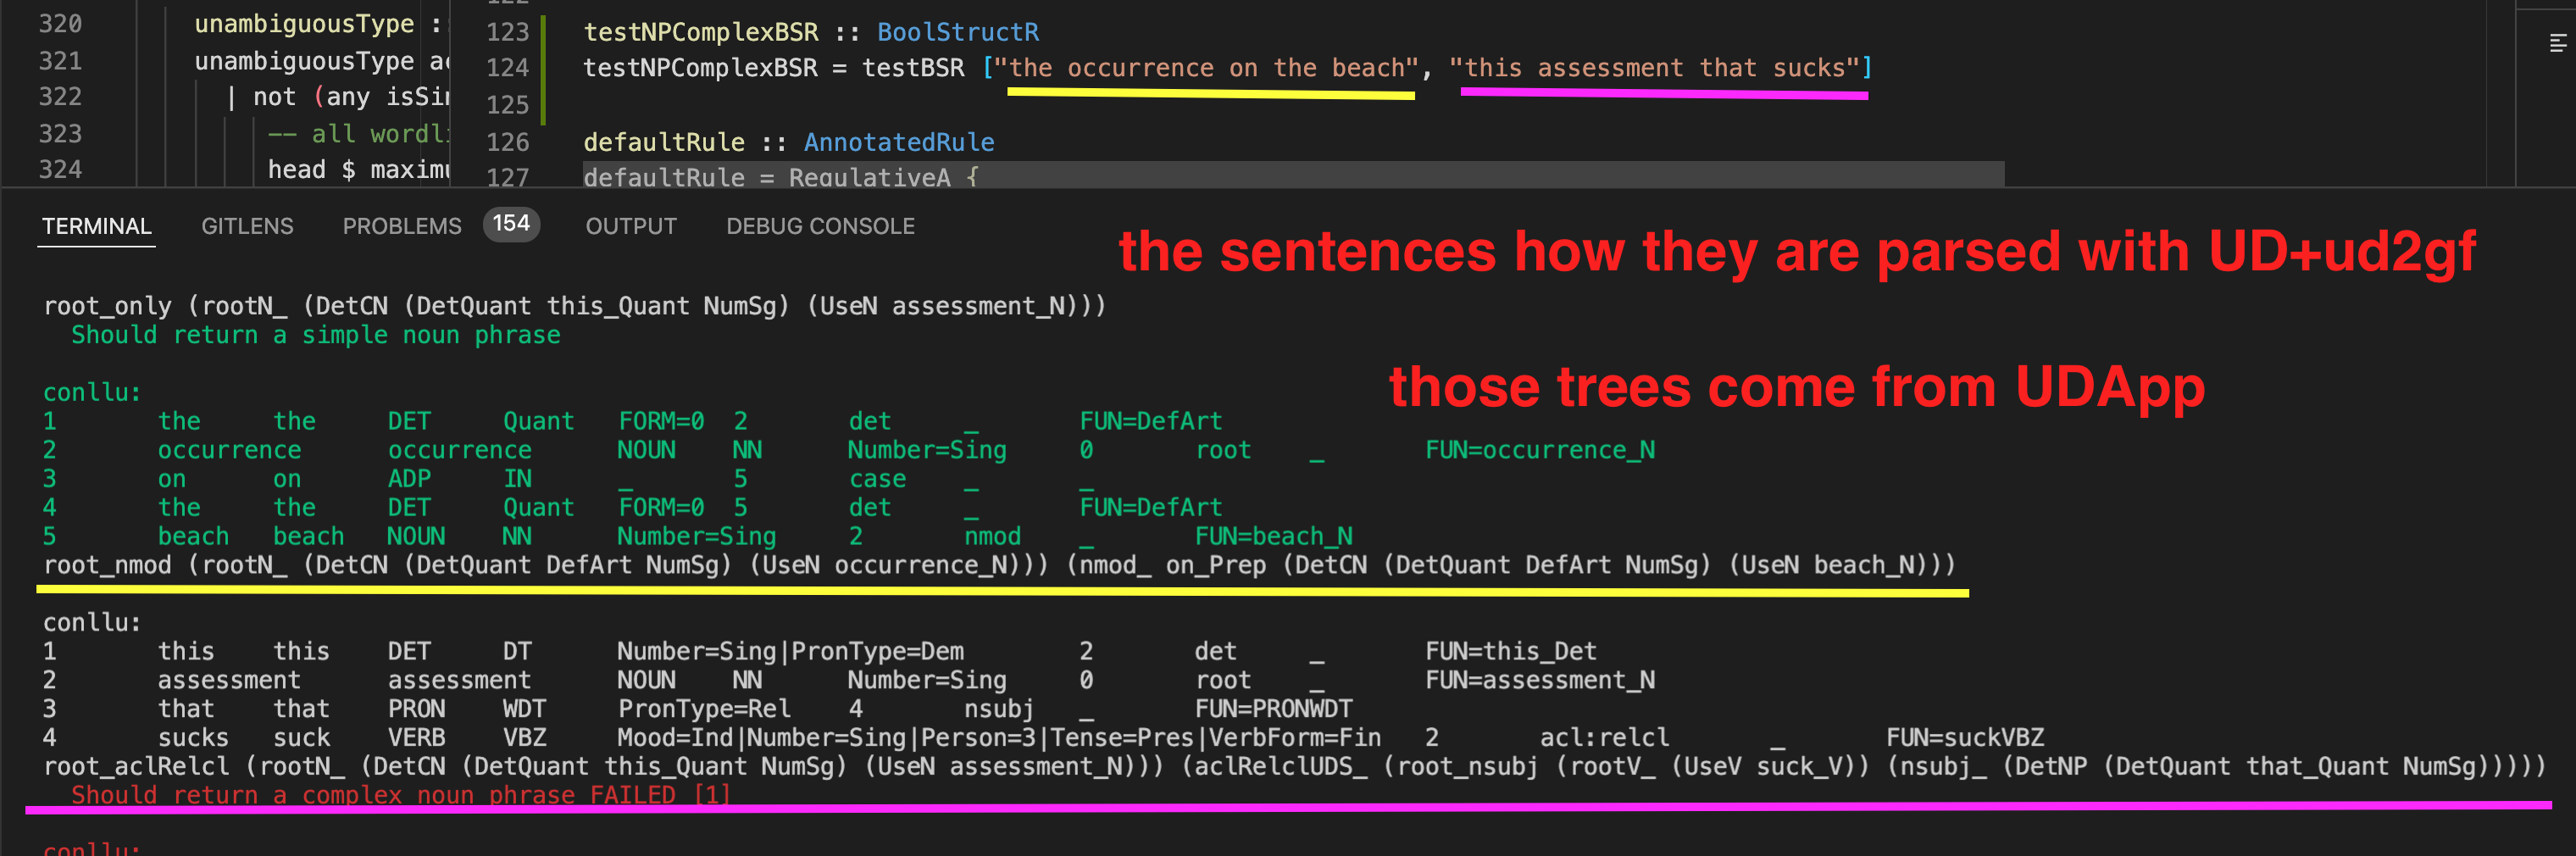 320 unambiguousType :
321 unambiguousType a
322 | not (any isSi
323 -- all wordl
324 head $ maxim
122
123 testNPComplexBSR :: BoolStructR
124 testNPComplexBSR = testBSR ["the occurrence on the beach", "this assessment that sucks"]
125
126 defaultRule :: AnnotatedRule
127 defaultRule = RegulativeA {
TERMINAL GITLENS PROBLEMS 154 OUTPUT DEBUG CONSOLE
the sentences how they are parsed with UD+ud2gf
root_only (rootN_ (DetCN (DetQuant this_Quant NumSg) (UseN assessment_N)))
Should return a simple noun phrase
those trees come from UDApp
conllu:
1 the the DET Quant FORM=0 2 det _ FUN=DefArt
2 occurrence occurrence NOUN NN Number=Sing 0 root _ FUN=occurrence_N
3 on on ADP IN _ 5 case _ _
4 the the DET Quant FORM=0 5 det _ FUN=DefArt
5 beach beach NOUN NN Number=Sing 2 nmod _ FUN=beach_N
root_nmod (rootN_ (DetCN (DetQuant DefArt NumSg) (UseN occurrence_N))) (nmod_ on_Prep (DetCN (DetQuant DefArt NumSg) (UseN beach_N)))
conllu:
1 this this DET DT Number=Sing|PronType=Dem 2 det _ FUN=this_Det
2 assessment assessment NOUN NN Number=Sing 0 root _ FUN=assessment_N
3 that that PRON WDT PronType=Rel 4 nsubj _ FUN=PRONWDT
4 sucks suck VERB VBZ Mood=Ind|Number=Sing|Person=3|Tense=Pres|VerbForm=Fin 2 acl:relcl _ FUN=suckVBZ
root_aclRelcl (rootN_ (DetCN (DetQuant this_Quant NumSg) (UseN assessment_N))) (aclRelclUDS_ (root_nsubj (rootV_ (UseV suck_V)) (nsubj_ (DetNP (DetQuant that_Quant NumSg)))))
Should return a complex noun phrase FAILED [1]
conllu: